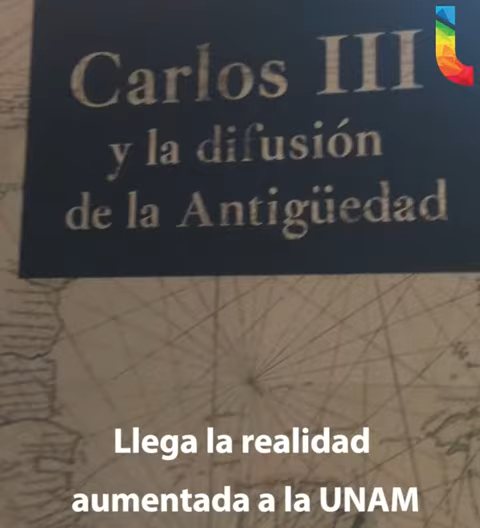 Carlos III
y la difusión
de la Antigüedad
Llega la realidad
aumentada a la UNAM